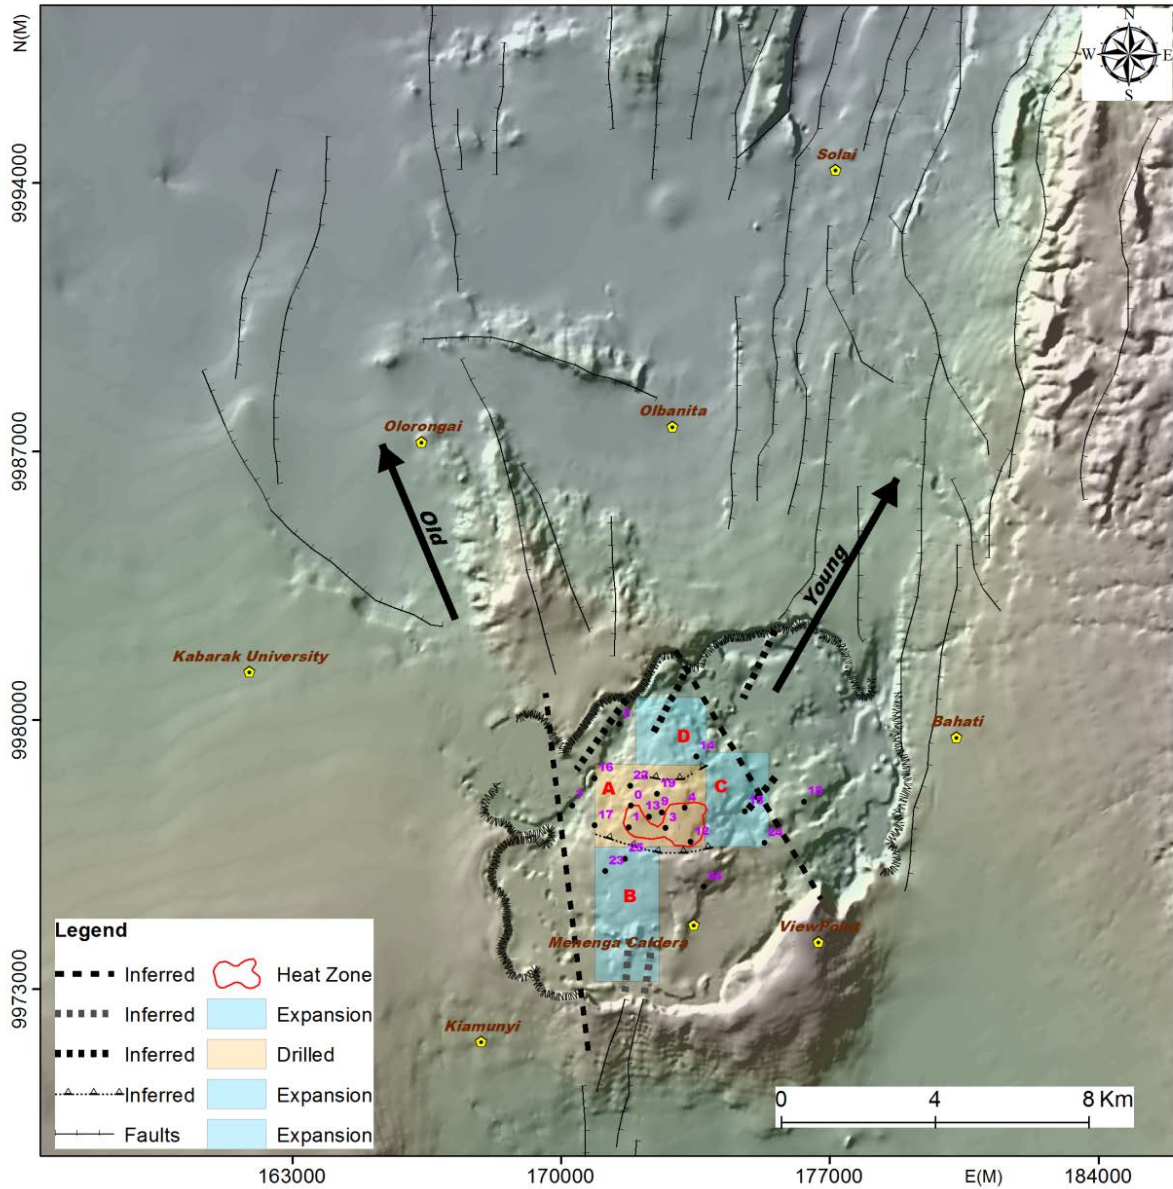 N(M)
N
W E
S
Solai
9994000
Olbanita
Olorongai
9987000
Old
Young
Kabarak University
9980000
Bahati
D
14
16
22
A
19
C
0
4
9
13
18
17
1
3
12
24
25
23
B
Menenga Caldera
ViewPoint
9973000
Kiamunyi
Legend
Inferred Heat Zone
Inferred Expansion
Inferred Drilled
Inferred Expansion
Faults Expansion
0 4 8 Km
163000 170000 177000 E(M) 184000